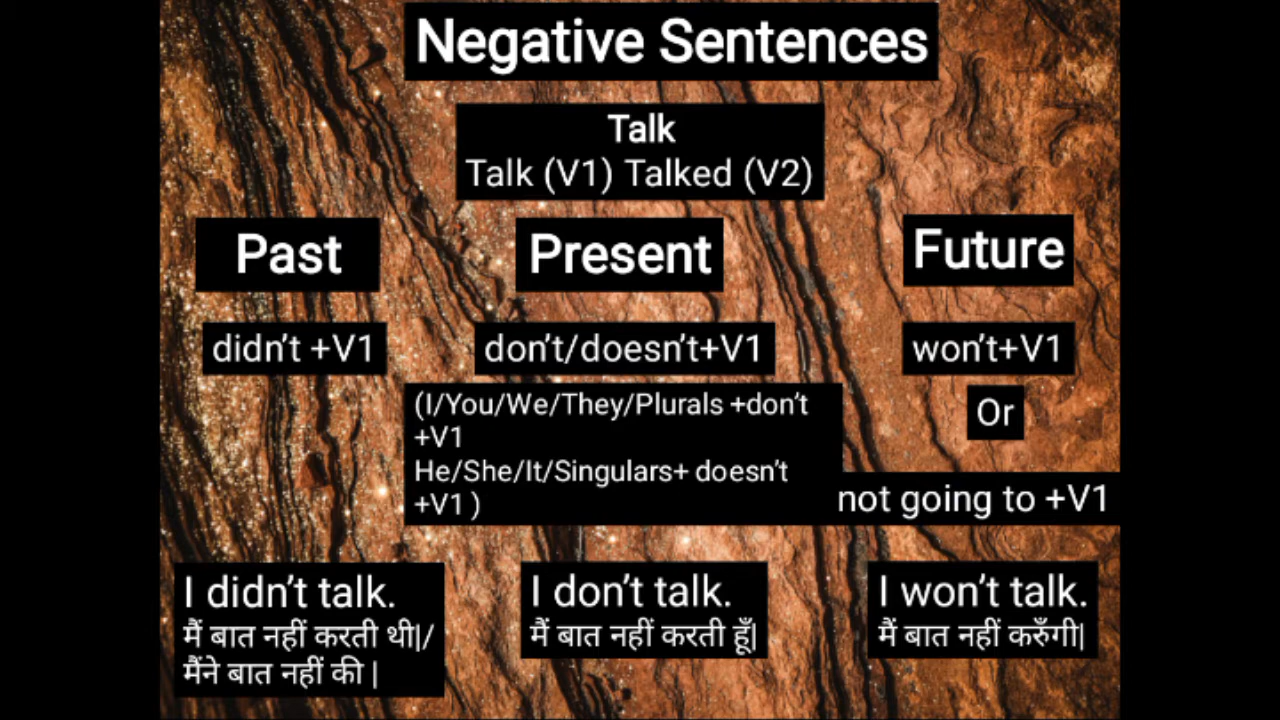 Negative Sentences
Talk
Talk (V1) Talked (V2)
Past
didn't +V1
Present
don't/doesn't+V1
(I/You/We/They/Plurals +don't
+V1
He/She/It/Singulars+ doesn't
+V1 )
Future
won't+V1
Or
not going to +V1
I didn't talk.
मैं बात नहीं करती थी|/
मैंने बात नहीं की |
I don't talk.
मैं बात नहीं करती हूँ|
I won't talk.
मैं बात नहीं करुँगी|